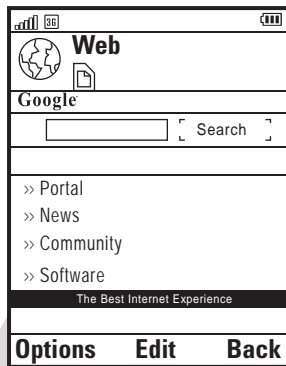 3G
Web
Google
Search
›› Portal
›› News
›› Community
›› Software
The Best Internet Experience
Options Edit Back